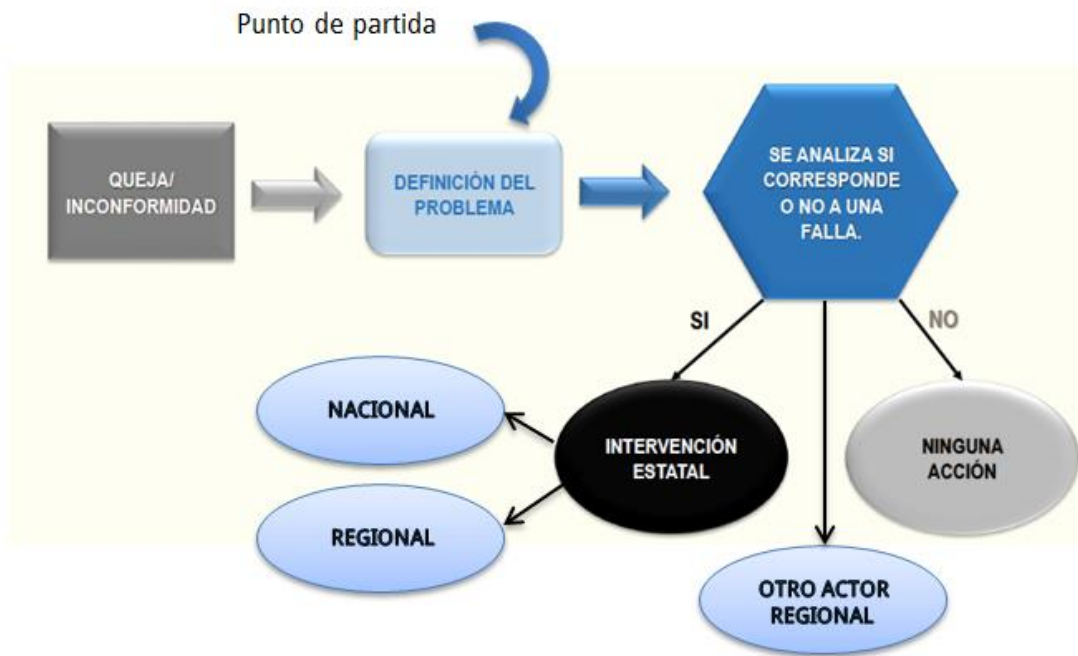 Punto de partida
QUEJA/
INCONFORMIDAD
DEFINICIÓN DEL
PROBLEMA
SE ANALIZA SI
CORRESPONDE
O NO A UNA
FALLA.
SI
NO
NACIONAL
INTERVENCIÓN
ESTATAL
NINGUNA
ACCIÓN
REGIONAL
OTRO ACTOR
REGIONAL